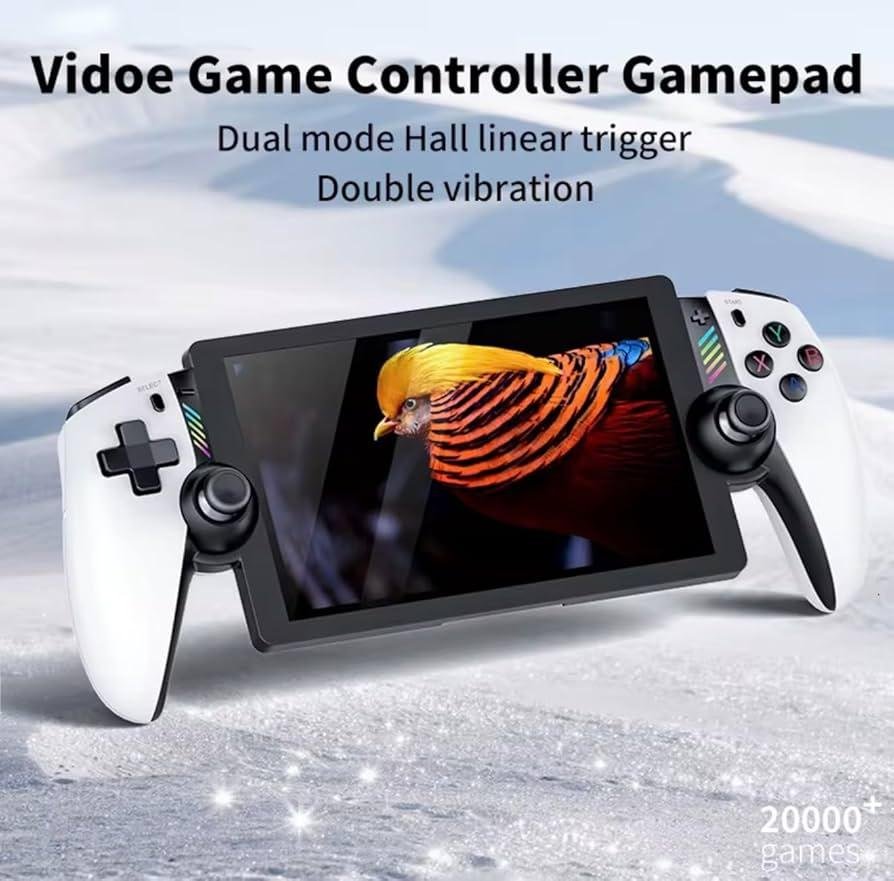 Vidoe Game Controller Gamepad
Dual mode Hall linear trigger
Double vibration
SELECT
START
Y
X
B
A
20000+
games